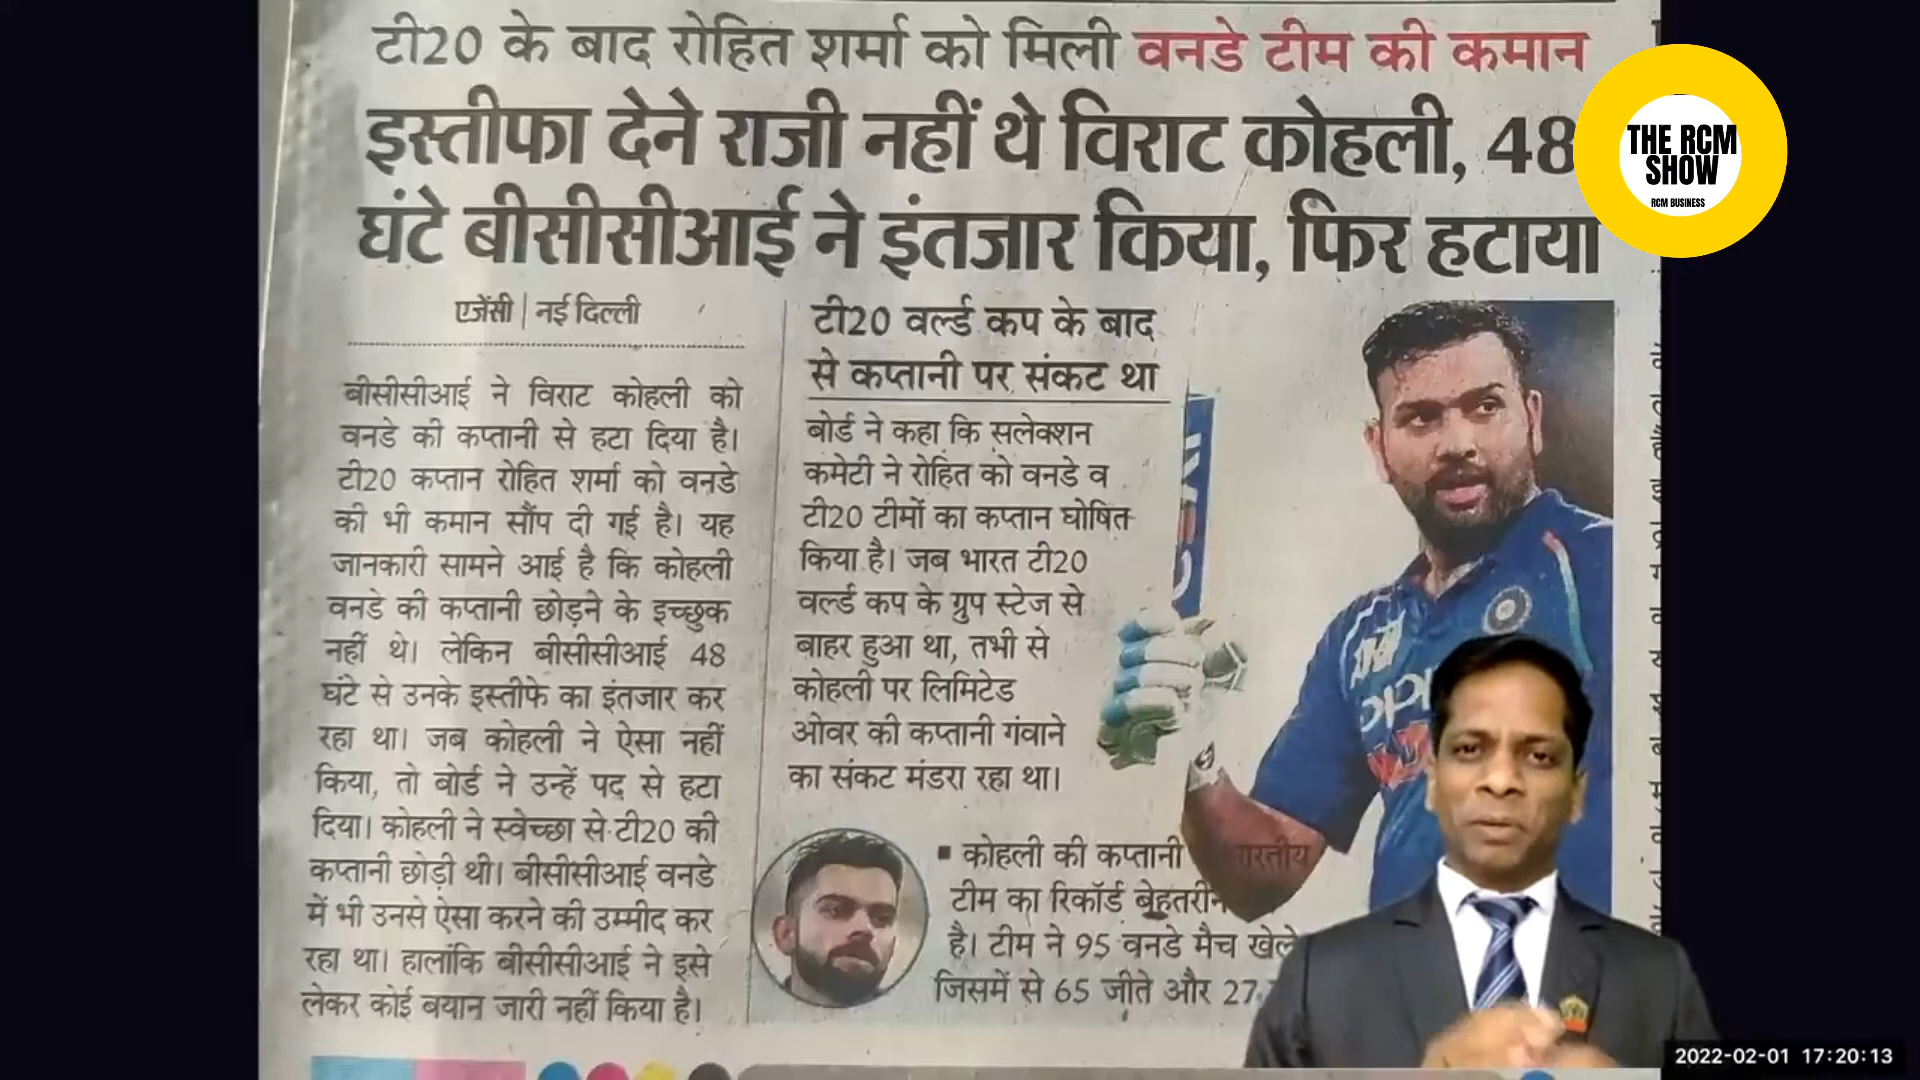 टी20 के बाद रोहित शर्मा को मिली वनडे टीम की कमान
इस्तीफा देने राजी नहीं थे विराट कोहली, 48
घंटे बीसीसीआई ने इंतजार किया, फिर हटाया
THE RCM
SHOW
RCM BUSINESS
एजेंसी | नई दिल्ली
बीसीसीआई ने विराट कोहली को
वनडे की कप्तानी से हटा दिया है।
टी20 कप्तान रोहित शर्मा को वनडे
की भी कमान सौंप दी गई है। यह
जानकारी सामने आई है कि कोहली
वनडे की कप्तानी छोड़ने के इच्छुक
नहीं थे। लेकिन बीसीसीआई 48
घंटे से उनके इस्तीफे का इंतजार कर
रहा था। जब कोहली ने ऐसा नहीं
किया, तो बोर्ड ने उन्हें पद से हटा
दिया। कोहली ने स्वेच्छा से टी20 की
कप्तानी छोड़ी थी। बीसीसीआई वनडे
में भी उनसे ऐसा करने की उम्मीद कर
रहा था। हालांकि बीसीसीआई ने इसे
लेकर कोई बयान जारी नहीं किया है।
टी20 वर्ल्ड कप के बाद
से कप्तानी पर संकट था
बोर्ड ने कहा कि सलेक्शन
कमेटी ने रोहित को वनडे व
टी20 टीमों का कप्तान घोषित
किया है। जब भारत टी20
वर्ल्ड कप के ग्रुप स्टेज से
बाहर हुआ था, तभी से
कोहली पर लिमिटेड
ओवर की कप्तानी गंवाने
का संकट मंडरा रहा था।
▪ कोहली की कप्तानी
टीम का रिकॉर्ड बेहतरीन
है। टीम ने 95 वनडे मैच खेले
जिसमें से 65 जीते और 27
OPPO
2022-02-01 17:20:13